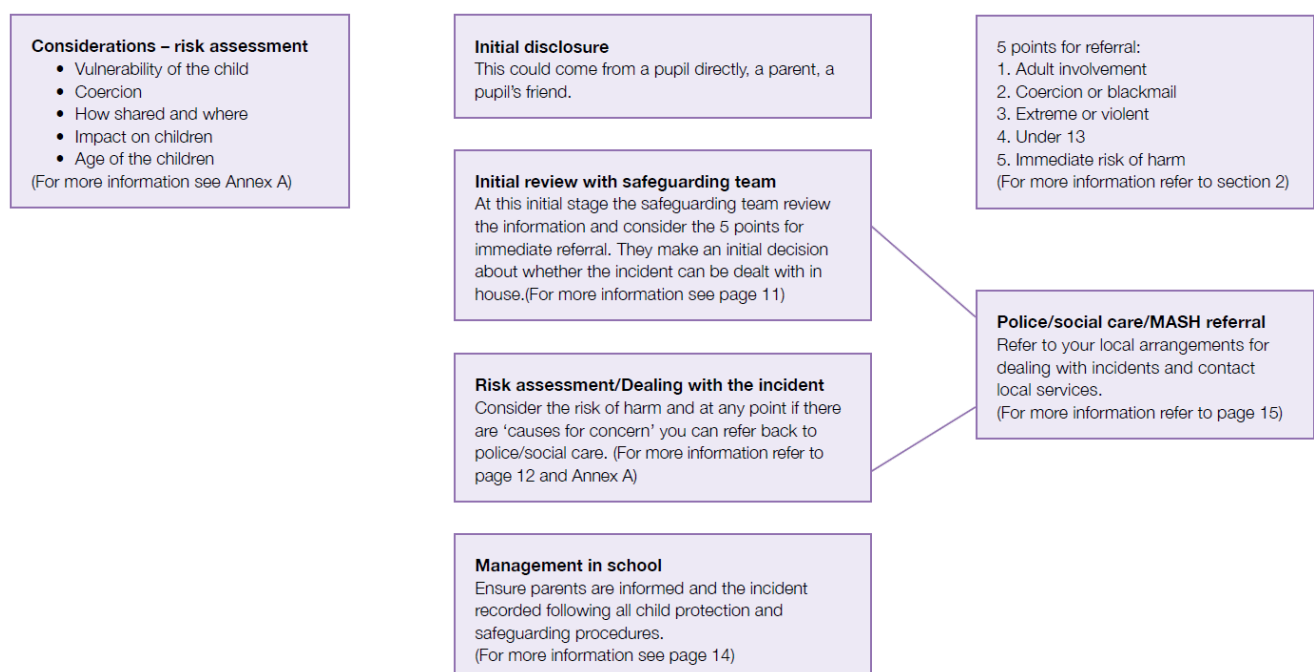 Considerations – risk assessment
• Vulnerability of the child
• Coercion
• How shared and where
• Impact on children
• Age of the children
(For more information see Annex A)
Initial disclosure
This could come from a pupil directly, a parent, a
pupil’s friend.
Initial review with safeguarding team
At this initial stage the safeguarding team review
the information and consider the 5 points for
immediate referral. They make an initial decision
about whether the incident can be dealt with in
house.(For more information see page 11)
Risk assessment/Dealing with the incident
Consider the risk of harm and at any point if there
are ‘causes for concern’ you can refer back to
police/social care. (For more information refer to
page 12 and Annex A)
Management in school
Ensure parents are informed and the incident
recorded following all child protection and
safeguarding procedures.
(For more information see page 14)
5 points for referral:
1. Adult involvement
2. Coercion or blackmail
3. Extreme or violent
4. Under 13
5. Immediate risk of harm
(For more information refer to section 2)
Police/social care/MASH referral
Refer to your local arrangements for
dealing with incidents and contact
local services.
(For more information refer to page 15)